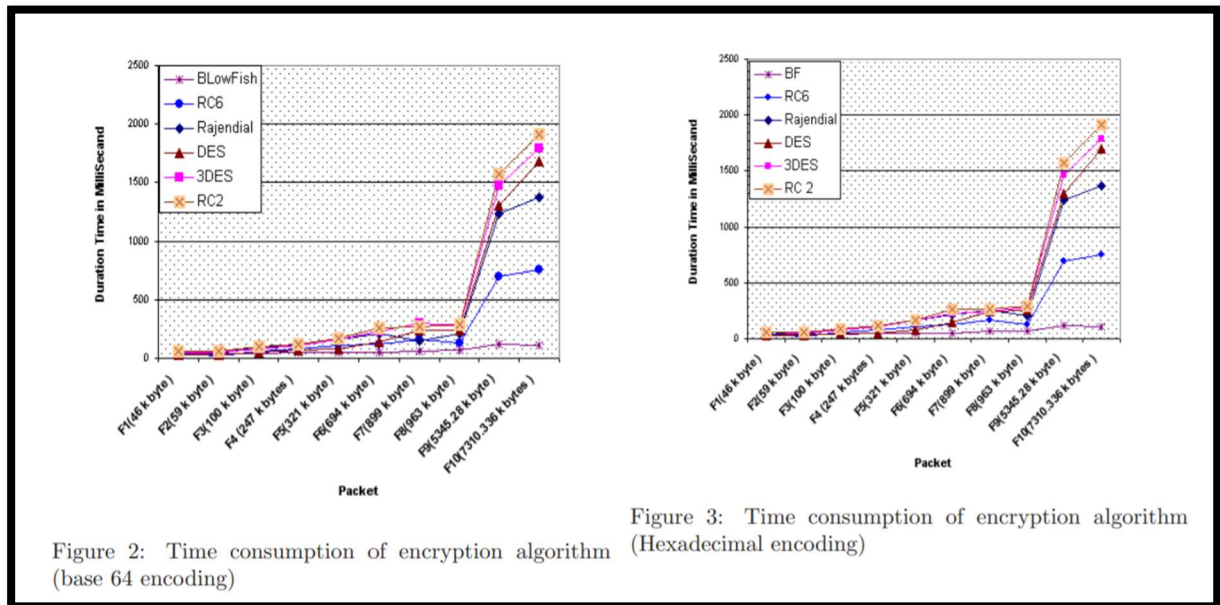 2500
2000
1500
1000
500
0
Duration Time in MilliSecand
BLowFish
RC6
Rajendial
DES
3DES
RC2
F1(46 k byte )
F2(59 k byte)
F3(100 k byte)
F4 (247 k bytes )
F5(321 k byte)
F6(694 k byte)
F7(899 k byte)
F8(963 k byte)
F9(5345.28 k byte)
F10(7310.336 k bytes )
Packet
Figure 2: Time consumption of encryption algorithm
(base 64 encoding)
2500
2000
1500
1000
500
0
Duration Time in MilliSecand
BF
RC6
Rajendial
DES
3DES
RC 2
F1(46 k byte )
F2(59 k byte)
F3(100 k byte)
F4 (247 k bytes )
F5(321 k byte)
F6(694 k byte)
F7(899 k byte)
F8(963 k byte)
F9(5345.28 k byte)
F10(7310.336 k bytes )
Packet
Figure 3: Time consumption of encryption algorithm
(Hexadecimal encoding)